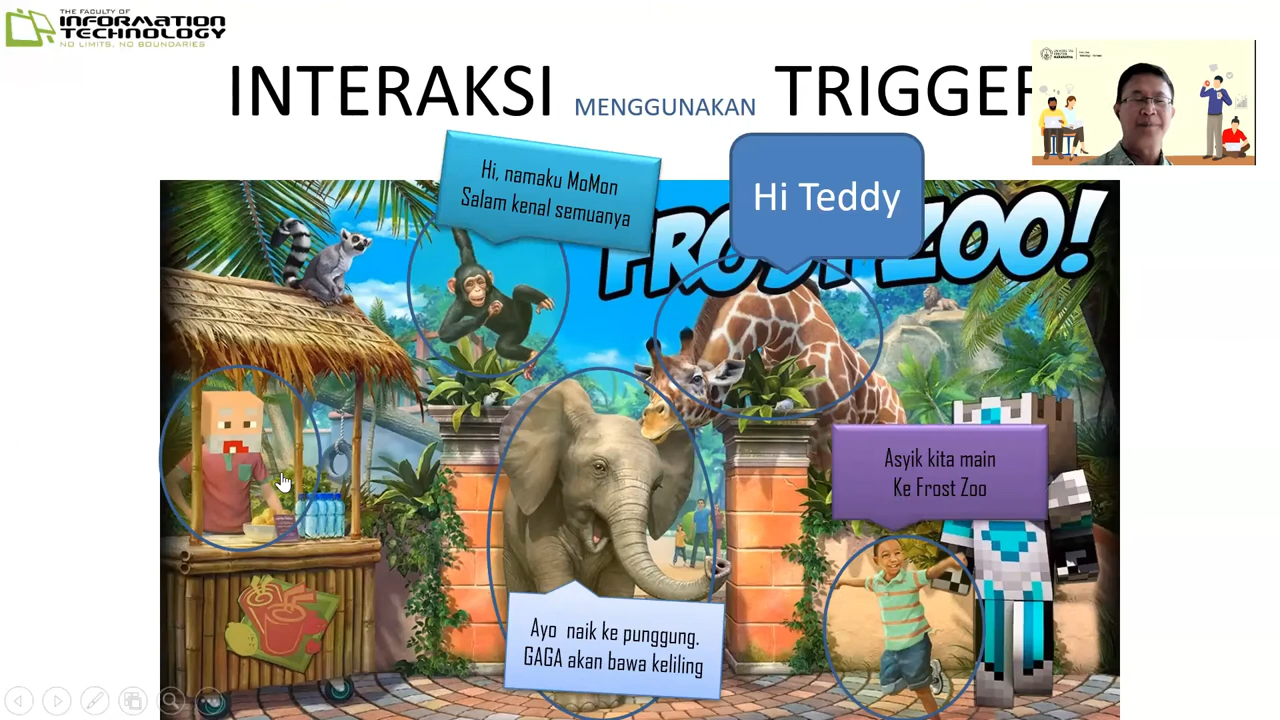 THE FACULTY OF
INFORMATION
TECHNOLOGY
NO LIMITS, NO BOUNDARIES
INTERAKSI MENGGUNAKAN TRIGGER
Hi, namaku MoMon
Salam kenal semuanya
Hi Teddy
FROST ZOO!
Asyik kita main
Ke Frost Zoo
Ayo naik ke punggung.
GAGA akan bawa keliling